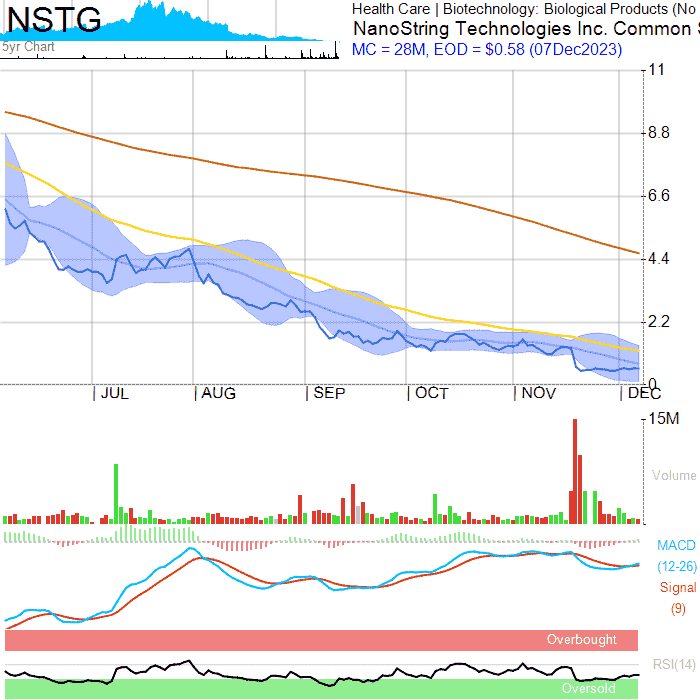 NSTG
Health Care | Biotechnology: Biological Products (No
NanoString Technologies Inc. Common S
5yr Chart
MC = 28M, EOD = $0.58 (07Dec2023)
11
8.8
6.6
4.4
2.2
0
JUL
AUG
SEP
OCT
NOV
DEC
15M
Volume
MACD
(12-26)
Signal
(9)
Overbought
RSI(14)
Oversold